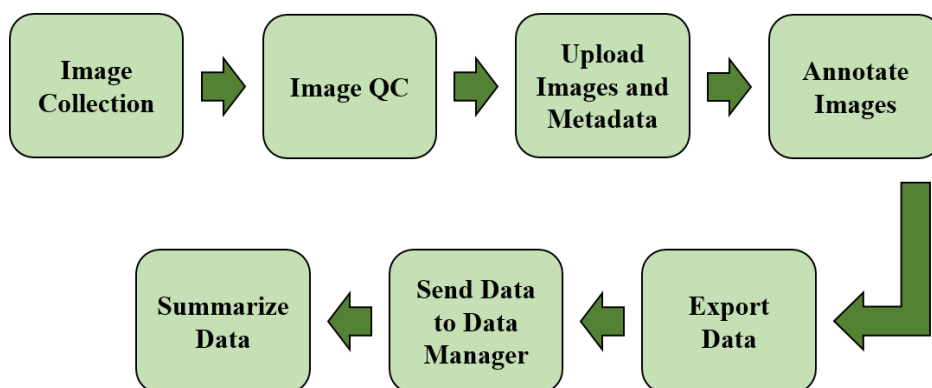 Image
Collection
Image QC
Upload
Images and
Metadata
Annotate
Images
Export
Data
Send Data
to Data
Manager
Summarize
Data